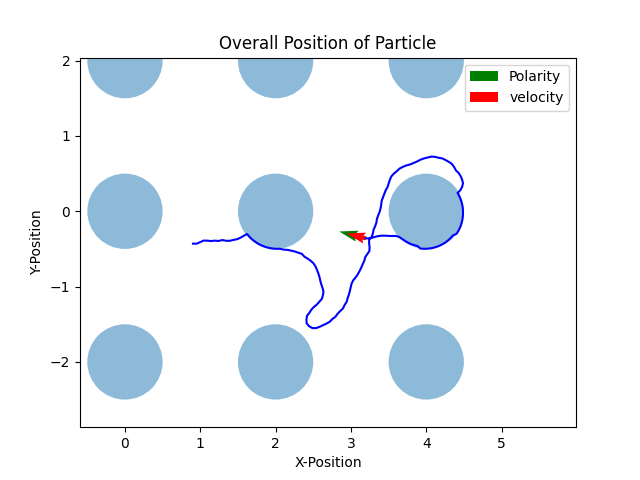 Overall Position of Particle
Polarity
velocity
2
1
0
−1
−2
Y-Position
0 1 2 3 4 5
X-Position